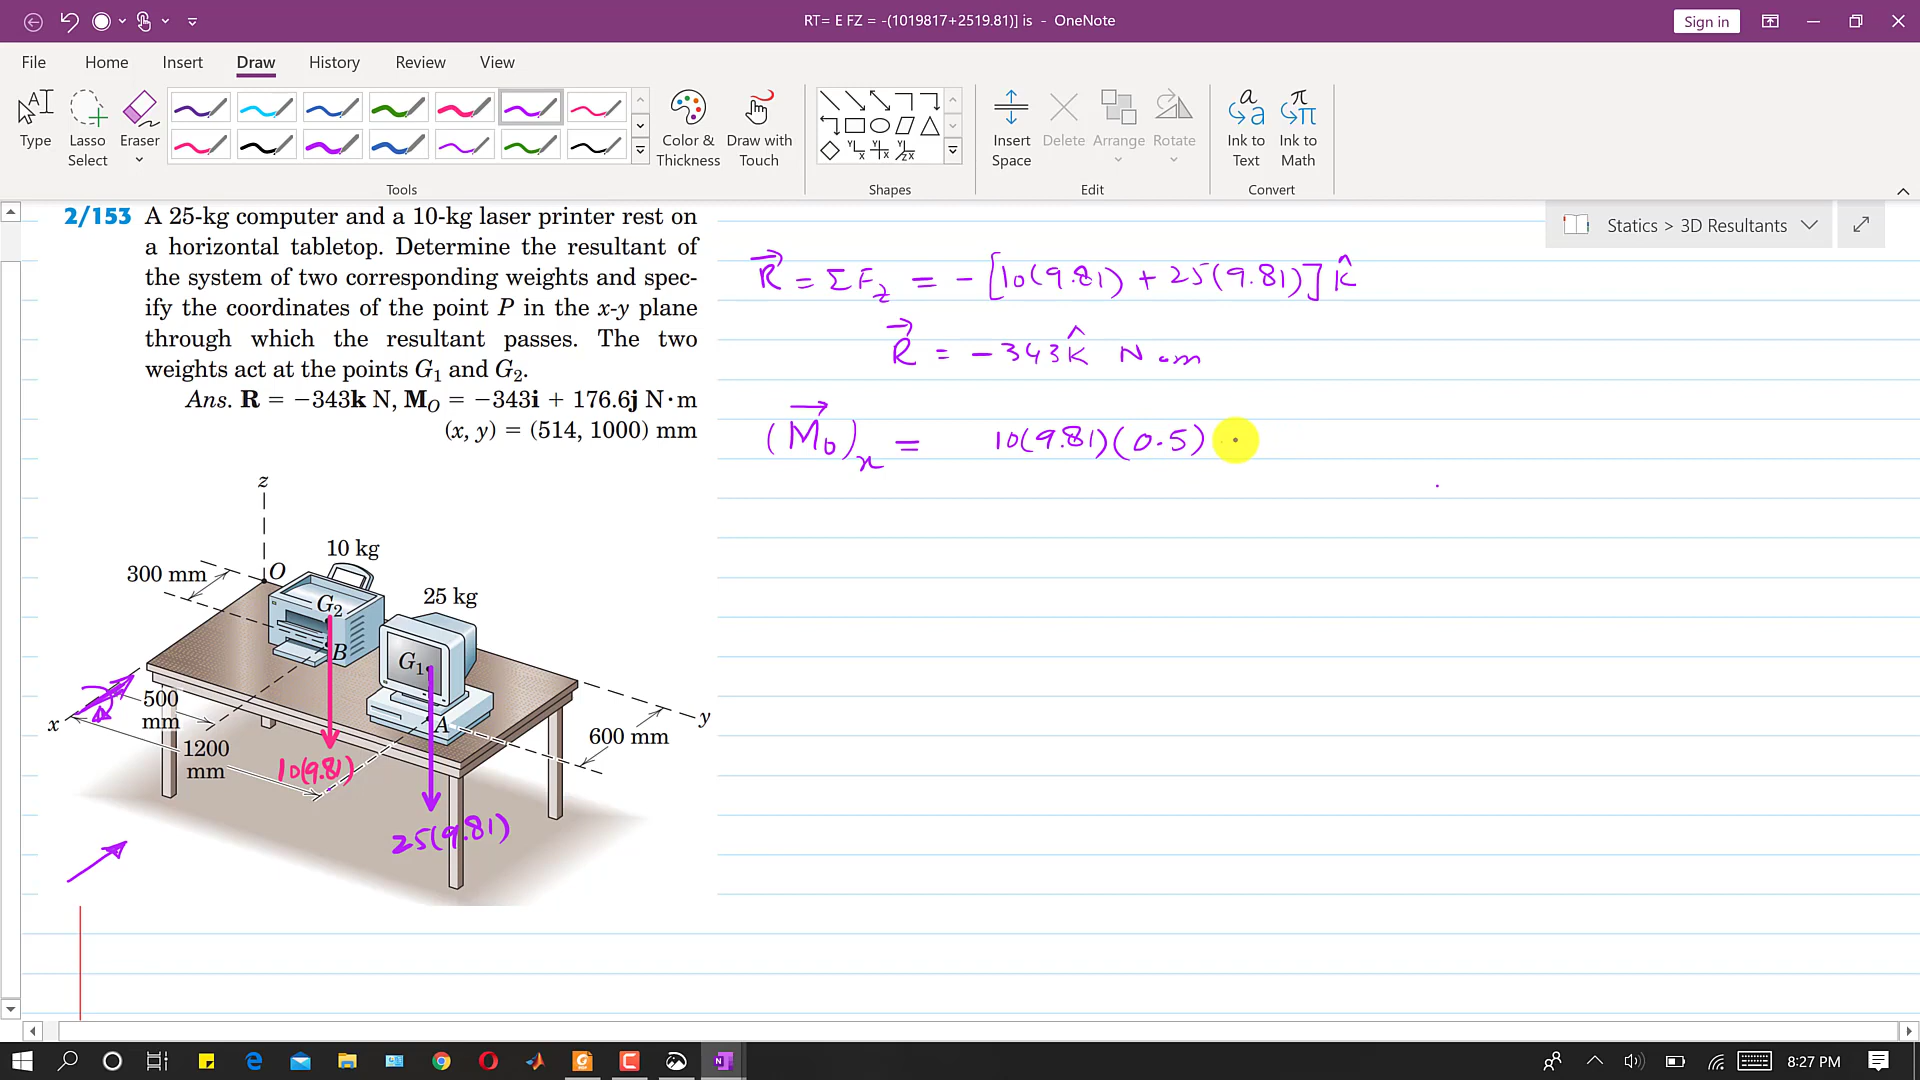 RT= E FZ = -(1019817+2519.81)] is - OneNote
Sign in
File Home Insert Draw History Review View
Type
Lasso Select
Eraser
Color & Thickness
Draw with Touch
Insert Space
Delete
Arrange
Rotate
Ink to Text
Ink to Math
Tools
Shapes
Edit
Convert
Statics > 3D Resultants
2/153 A 25-kg computer and a 10-kg laser printer rest on
a horizontal tabletop. Determine the resultant of
the system of two corresponding weights and spec-
ify the coordinates of the point P in the x-y plane
through which the resultant passes. The two
weights act at the points G₁ and G₂.
Ans. R = −343k N, M_O = −343i + 176.6j N·m
(x, y) = (514, 1000) mm
z
O
10 kg
300 mm
25 kg
G₂
B
G₁
A
x
500 mm
1200 mm
600 mm
y
10(9.81)
25(9.81)
R⃗ = ΣF_z = -[10(9.81) + 25(9.81)] k̂
R⃗ = -343 k̂ N.m
(M⃗_o)_x = 10(9.81)(0.5)
8:27 PM